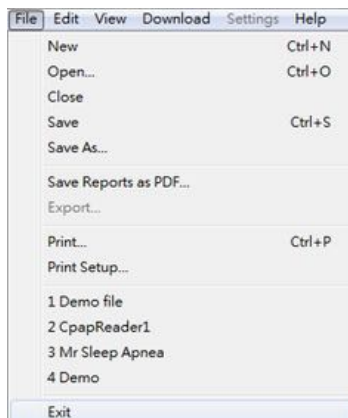 File Edit View Download Settings Help
New Ctrl+N
Open... Ctrl+O
Close
Save Ctrl+S
Save As...
Save Reports as PDF...
Export...
Print... Ctrl+P
Print Setup...
1 Demo file
2 CpapReader1
3 Mr Sleep Apnea
4 Demo
Exit